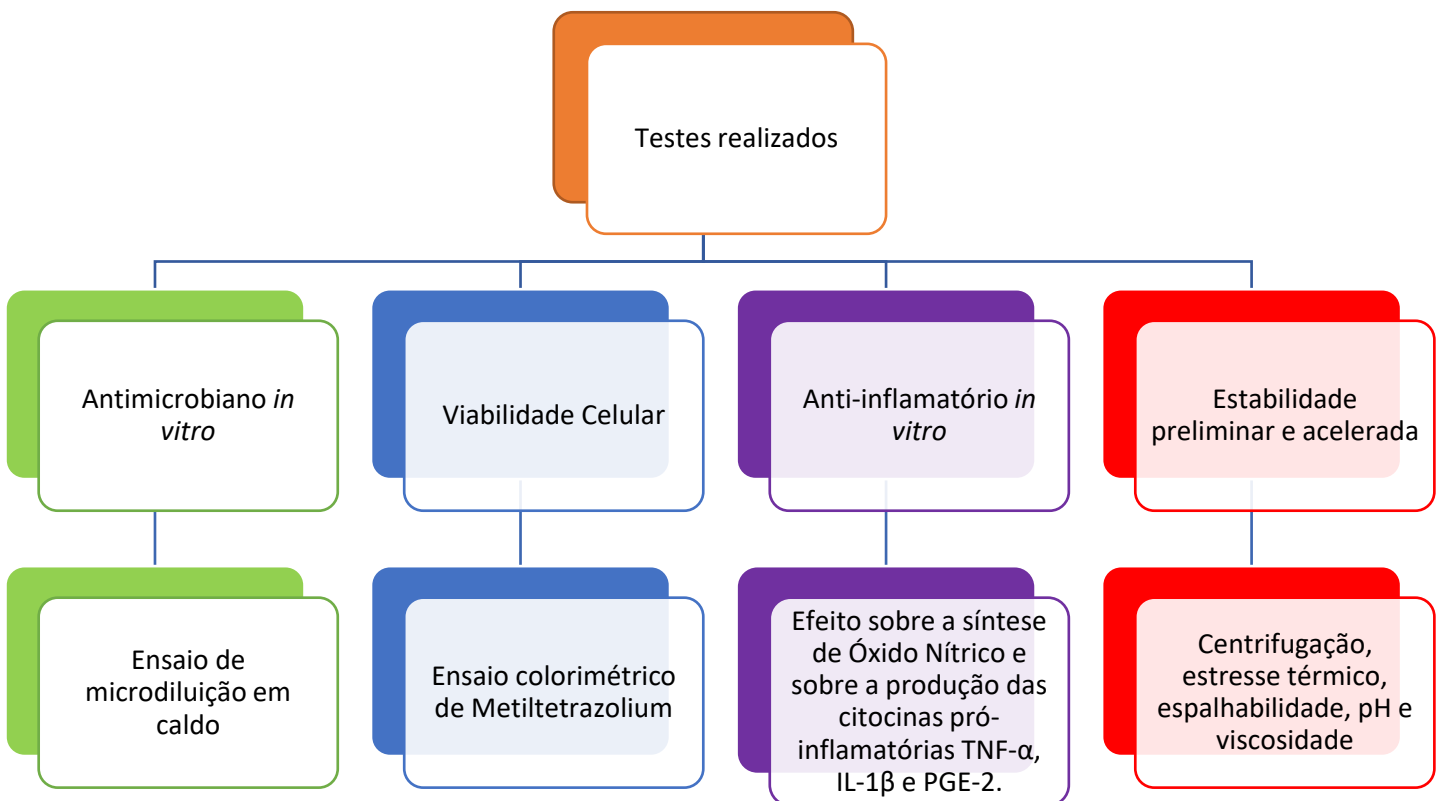 Testes realizados
Antimicrobiano in
vitro
Viabilidade Celular
Anti-inflamatório in
vitro
Estabilidade
preliminar e acelerada
Ensaio de
microdiluição em
caldo
Ensaio colorimétrico
de Metiltetrazolium
Efeito sobre a síntese
de Óxido Nítrico e
sobre a produção das
citocinas pró-
inflamatórias TNF-α,
IL-1β e PGE-2.
Centrifugação,
estresse térmico,
espalhabilidade, pH e
viscosidade